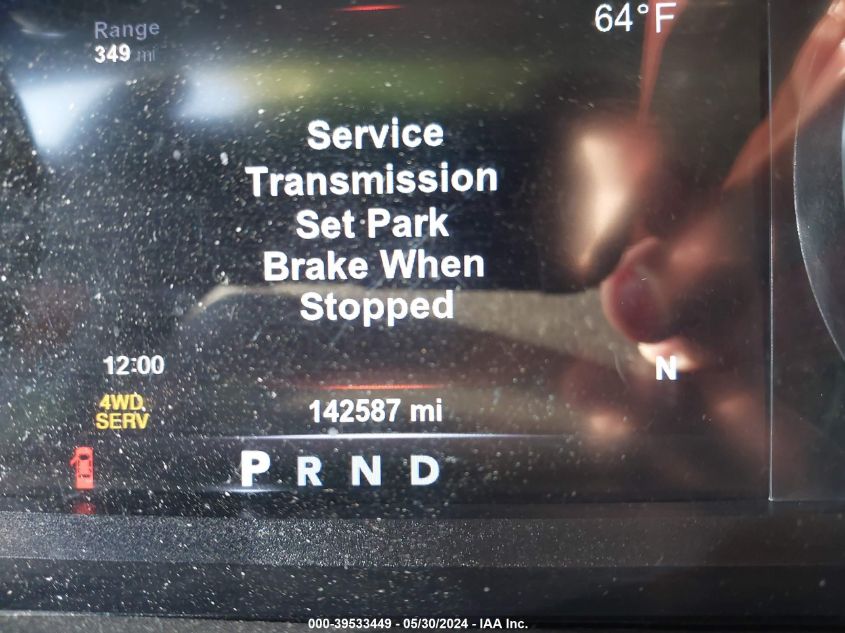 Range
64°F
349 mi
Service
Transmission
Set Park
Brake When
Stopped
12:00
N
4WD
SERV
142587 mi
P R N D
000-39533449 - 05/30/2024 - IAA Inc.